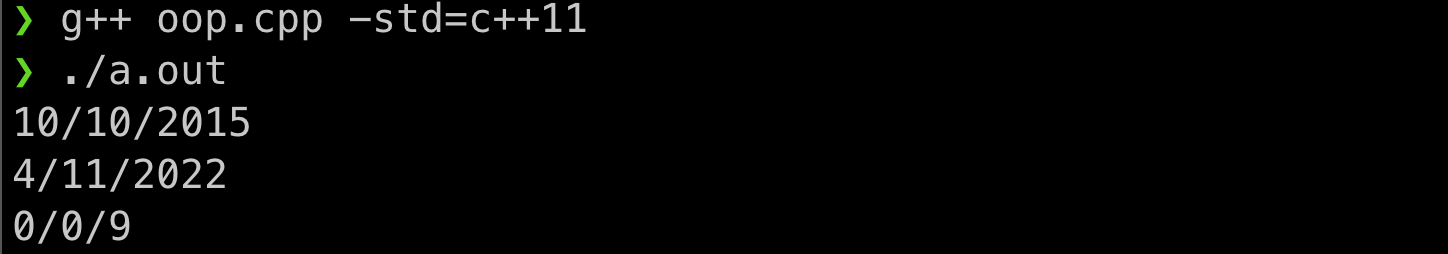 ❯ g++ oop.cpp -std=c++11
❯ ./a.out
10/10/2015
4/11/2022
0/0/9